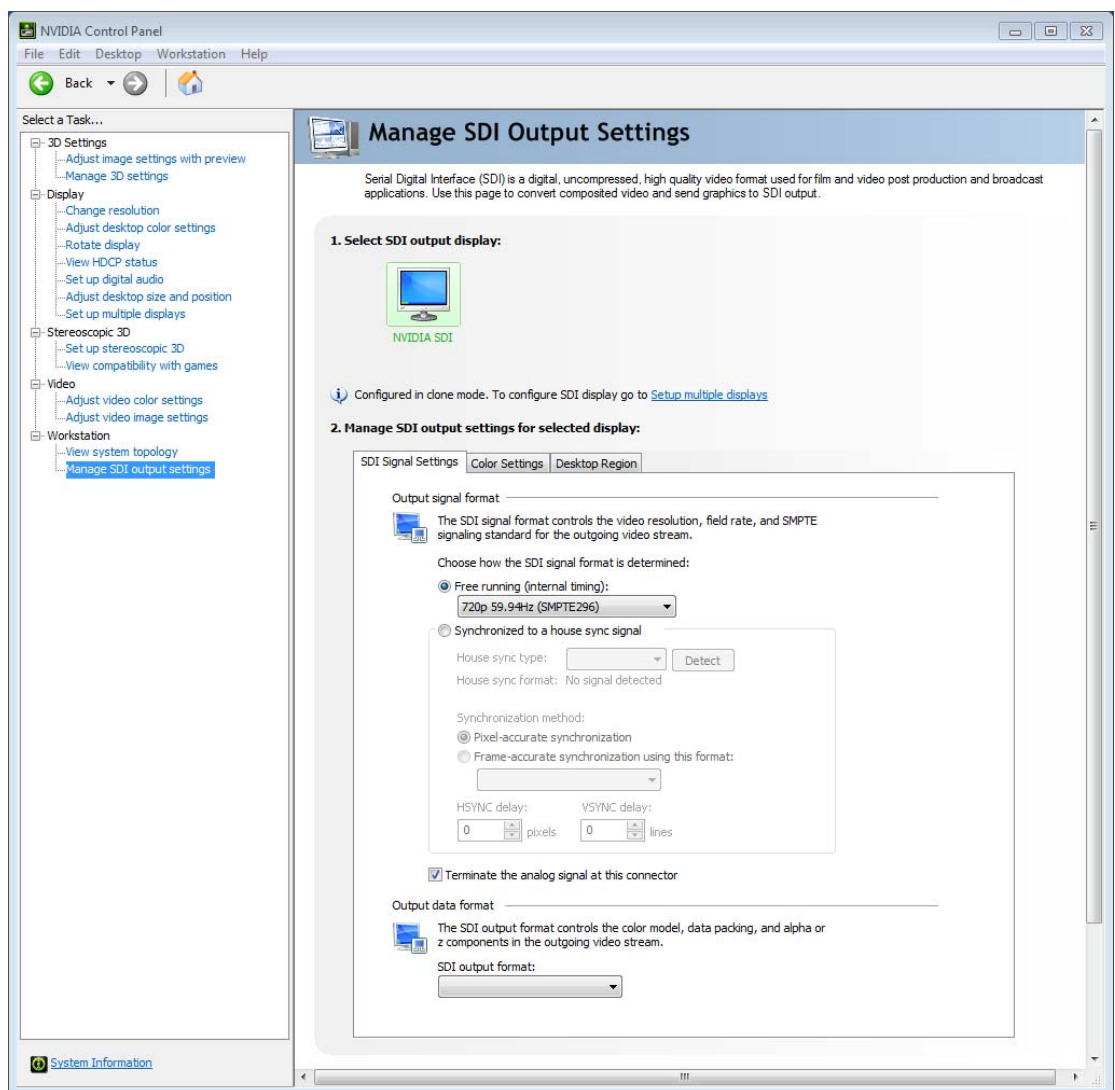 NVIDIA Control Panel
File Edit Desktop Workstation Help
Back
Select a Task...
3D Settings
Adjust image settings with preview
Manage 3D settings
Display
Change resolution
Adjust desktop color settings
Rotate display
View HDCP status
Set up digital audio
Adjust desktop size and position
Set up multiple displays
Stereoscopic 3D
Set up stereoscopic 3D
View compatibility with games
Video
Adjust video color settings
Adjust video image settings
Workstation
View system topology
Manage SDI output settings
System Information
Manage SDI Output Settings
Serial Digital Interface (SDI) is a digital, uncompressed, high quality video format used for film and video post production and broadcast
applications. Use this page to convert composited video and send graphics to SDI output.
1. Select SDI output display:
NVIDIA SDI
Configured in clone mode. To configure SDI display go to Setup multiple displays
2. Manage SDI output settings for selected display:
SDI Signal Settings Color Settings Desktop Region
Output signal format
The SDI signal format controls the video resolution, field rate, and SMPTE
signaling standard for the outgoing video stream.
Choose how the SDI signal format is determined:
Free running (internal timing):
720p 59.94Hz (SMPTE296)
Synchronized to a house sync signal
House sync type: Detect
House sync format: No signal detected
Synchronization method:
Pixel-accurate synchronization
Frame-accurate synchronization using this format:
HSYNC delay: VSYNC delay:
0 pixels 0 lines
Terminate the analog signal at this connector
Output data format
The SDI output format controls the color model, data packing, and alpha or
z components in the outgoing video stream.
SDI output format: